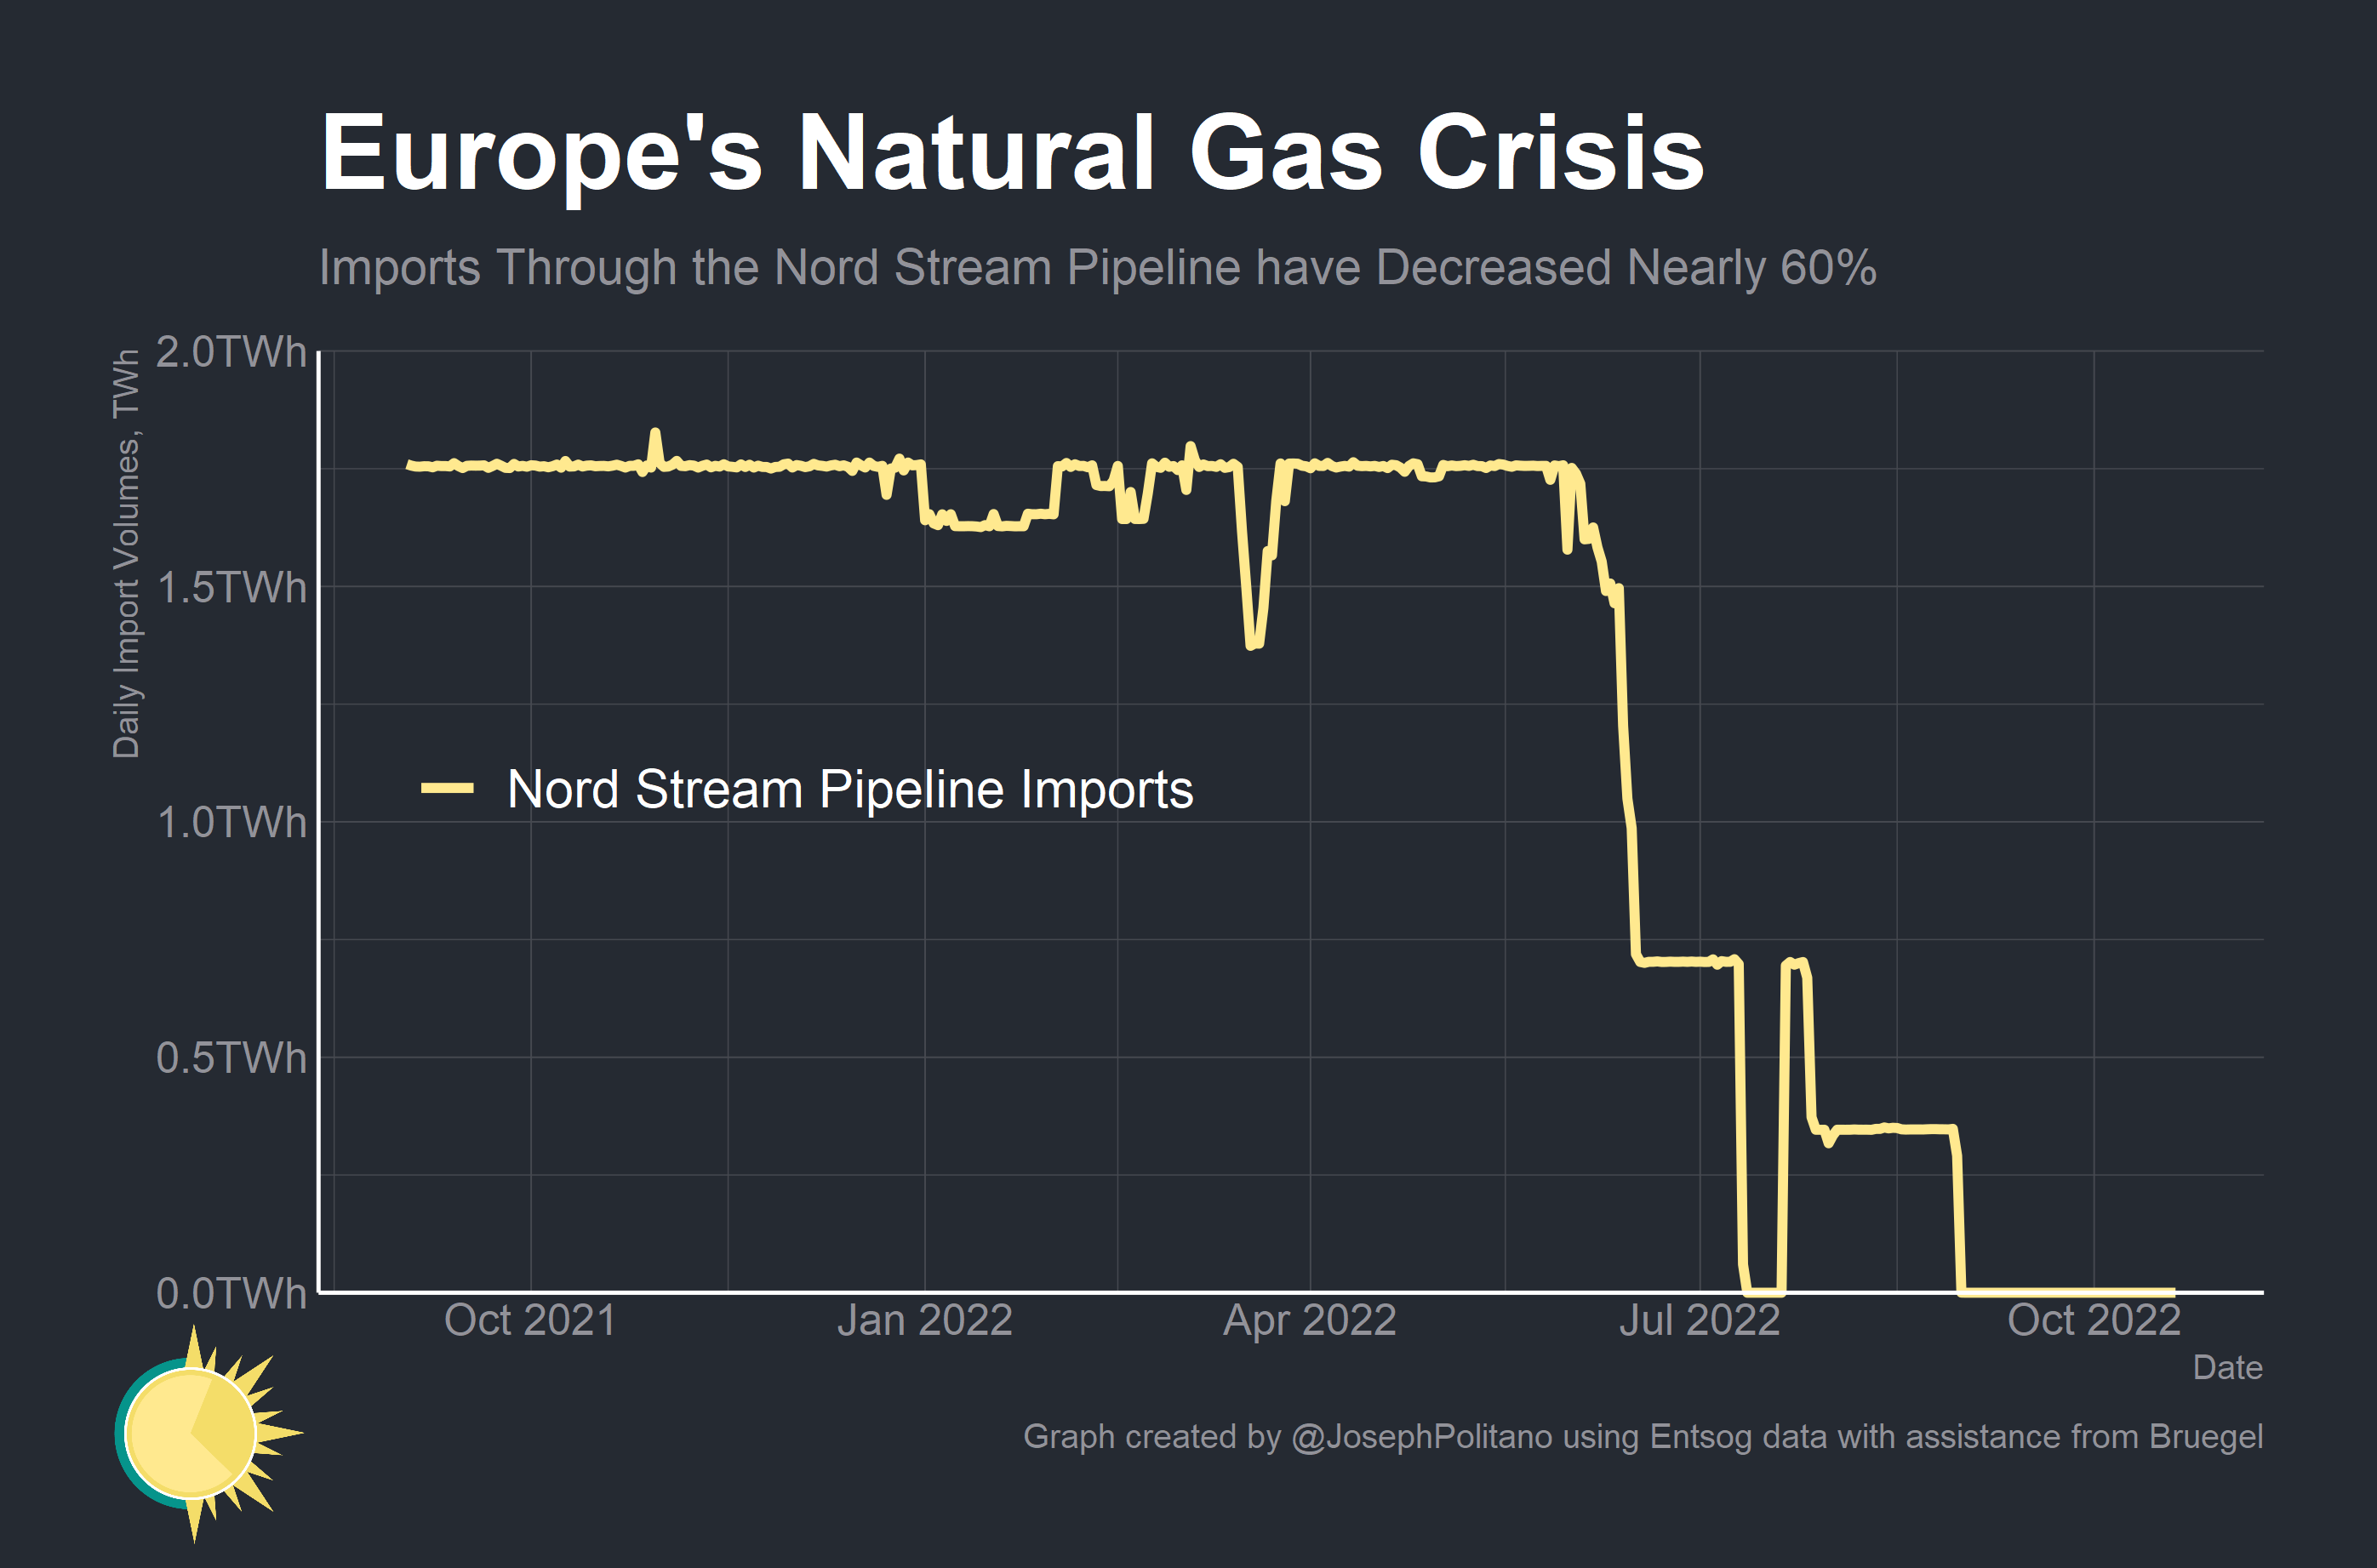 Europe's Natural Gas Crisis
Imports Through the Nord Stream Pipeline have Decreased Nearly 60%
Daily Import Volumes, TWh
2.0TWh
1.5TWh
1.0TWh
0.5TWh
0.0TWh
Nord Stream Pipeline Imports
Oct 2021
Jan 2022
Apr 2022
Jul 2022
Oct 2022
Date
Graph created by @JosephPolitano using Entsog data with assistance from Bruegel